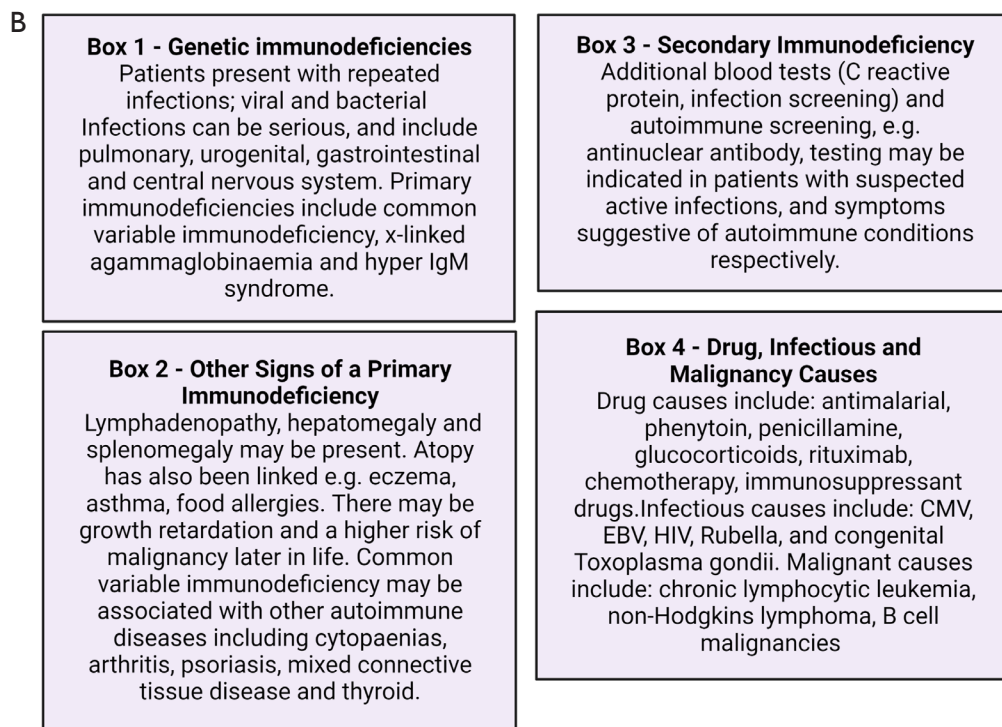 B
Box 1 - Genetic immunodeficiencies
Patients present with repeated
infections; viral and bacterial
Infections can be serious, and include
pulmonary, urogenital, gastrointestinal
and central nervous system. Primary
immunodeficiencies include common
variable immunodeficiency, x-linked
agammaglobinaemia and hyper IgM
syndrome.
Box 2 - Other Signs of a Primary
Immunodeficiency
Lymphadenopathy, hepatomegaly and
splenomegaly may be present. Atopy
has also been linked e.g. eczema,
asthma, food allergies. There may be
growth retardation and a higher risk of
malignancy later in life. Common
variable immunodeficiency may be
associated with other autoimmune
diseases including cytopaenias,
arthritis, psoriasis, mixed connective
tissue disease and thyroid.
Box 3 - Secondary Immunodeficiency
Additional blood tests (C reactive
protein, infection screening) and
autoimmune screening, e.g.
antinuclear antibody, testing may be
indicated in patients with suspected
active infections, and symptoms
suggestive of autoimmune conditions
respectively.
Box 4 - Drug, Infectious and
Malignancy Causes
Drug causes include: antimalarial,
phenytoin, penicillamine,
glucocorticoids, rituximab,
chemotherapy, immunosuppressant
drugs.Infectious causes include: CMV,
EBV, HIV, Rubella, and congenital
Toxoplasma gondii. Malignant causes
include: chronic lymphocytic leukemia,
non-Hodgkins lymphoma, B cell
malignancies